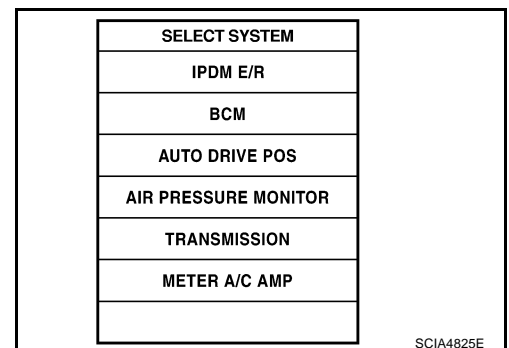 SELECT SYSTEM
IPDM E/R
BCM
AUTO DRIVE POS
AIR PRESSURE MONITOR
TRANSMISSION
METER A/C AMP
SCIA4825E